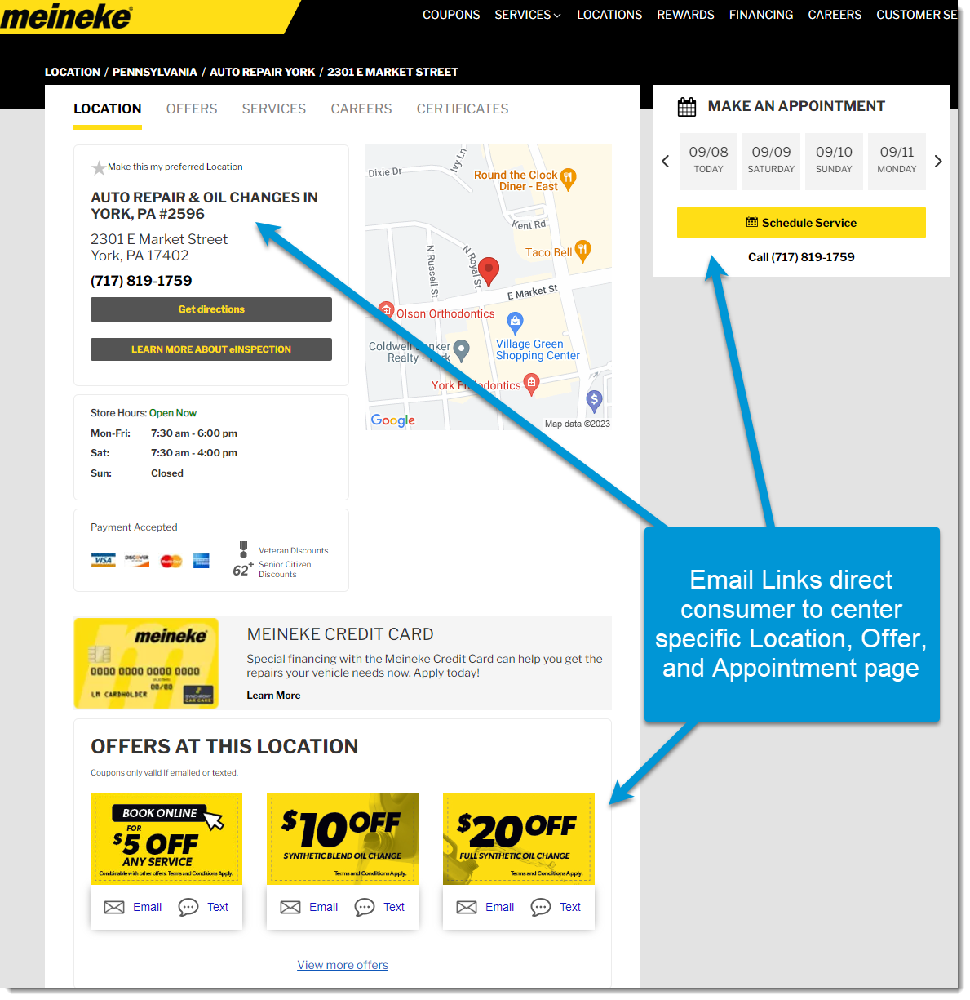 meineke
COUPONS SERVICES LOCATIONS REWARDS FINANCING CAREERS CUSTOMER SE
LOCATION / PENNSYLVANIA / AUTO REPAIR YORK / 2301 E MARKET STREET
LOCATION OFFERS SERVICES CAREERS CERTIFICATES
Make this my preferred Location
AUTO REPAIR & OIL CHANGES IN
YORK, PA #2596
2301 E Market Street
York, PA 17402
(717) 819-1759
Get directions
LEARN MORE ABOUT eINSPECTION
Ivy Ln
Dixie Dr
Round the Clock
Diner - East
Kent Rd
Taco Bell
N Russell St
N Royal St
E Market St
Olson Orthodontics
Village Green
Shopping Center
Coldwell Banker
Realty - York
York Endodontics
Google
Map data ©2023
MAKE AN APPOINTMENT
09/08 09/09 09/10 09/11
TODAY SATURDAY SUNDAY MONDAY
Schedule Service
Call (717) 819-1759
Store Hours: Open Now
Mon-Fri: 7:30 am - 6:00 pm
Sat: 7:30 am - 4:00 pm
Sun: Closed
Payment Accepted
VISA DISCOVER MasterCard
Veteran Discounts
62+ Senior Citizen
Discounts
Email Links direct
consumer to center
specific Location, Offer,
and Appointment page
meineke
0000 0000 0000 0000
00/00
LM CARDHOLDER
SYNCHRONY
CAR CARE
MEINEKE CREDIT CARD
Special financing with the Meineke Credit Card can help you get the
repairs your vehicle needs now. Apply today!
Learn More
OFFERS AT THIS LOCATION
Coupons only valid if emailed or texted.
BOOK ONLINE
FOR
$5 OFF
ANY SERVICE
Combinable with other offers. Terms and Conditions Apply.
Email Text
$10 OFF
SYNTHETIC BLEND OIL CHANGE
Terms and Conditions Apply.
Email Text
$20 OFF
FULL SYNTHETIC OIL CHANGE
Terms and Conditions Apply.
Email Text
View more offers